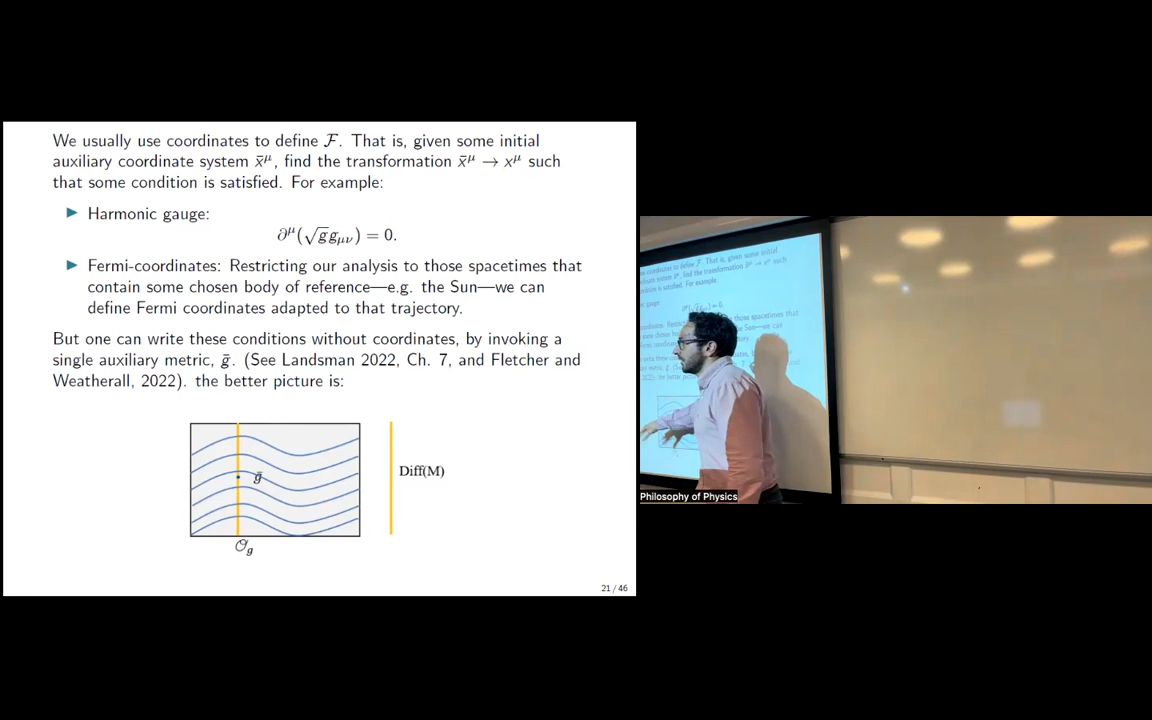 We usually use coordinates to define ℱ. That is, given some initial
auxiliary coordinate system x̄^μ, find the transformation x̄^μ → x^μ such
that some condition is satisfied. For example:
▶ Harmonic gauge:
∂^μ(√g g_μν) = 0.
▶ Fermi-coordinates: Restricting our analysis to those spacetimes that
contain some chosen body of reference—e.g. the Sun—we can
define Fermi coordinates adapted to that trajectory.
But one can write these conditions without coordinates, by invoking a
single auxiliary metric, ḡ. (See Landsman 2022, Ch. 7, and Fletcher and
Weatherall, 2022). the better picture is:
ḡ
Diff(M)
𝒪_g
21 / 46
Philosophy of Physics